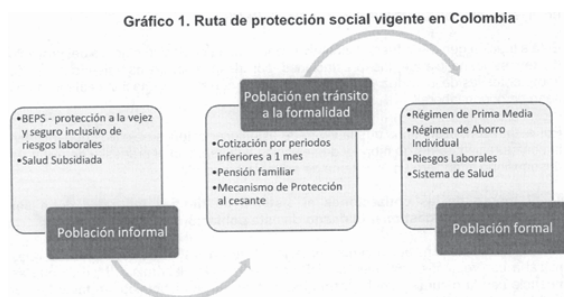 Gráfico 1. Ruta de protección social vigente en Colombia
•BEPS - protección a la vejez
y seguro inclusivo de
riesgos laborales
•Salud Subsidiada
Población informal
Población en tránsito
a la formalidad
•Cotización por periodos
inferiores a 1 mes
•Pensión familiar
•Mecanismo de Protección
al cesante
•Régimen de Prima Media
•Régimen de Ahorro
Individual
•Riesgos Laborales
•Sistema de Salud
Población formal